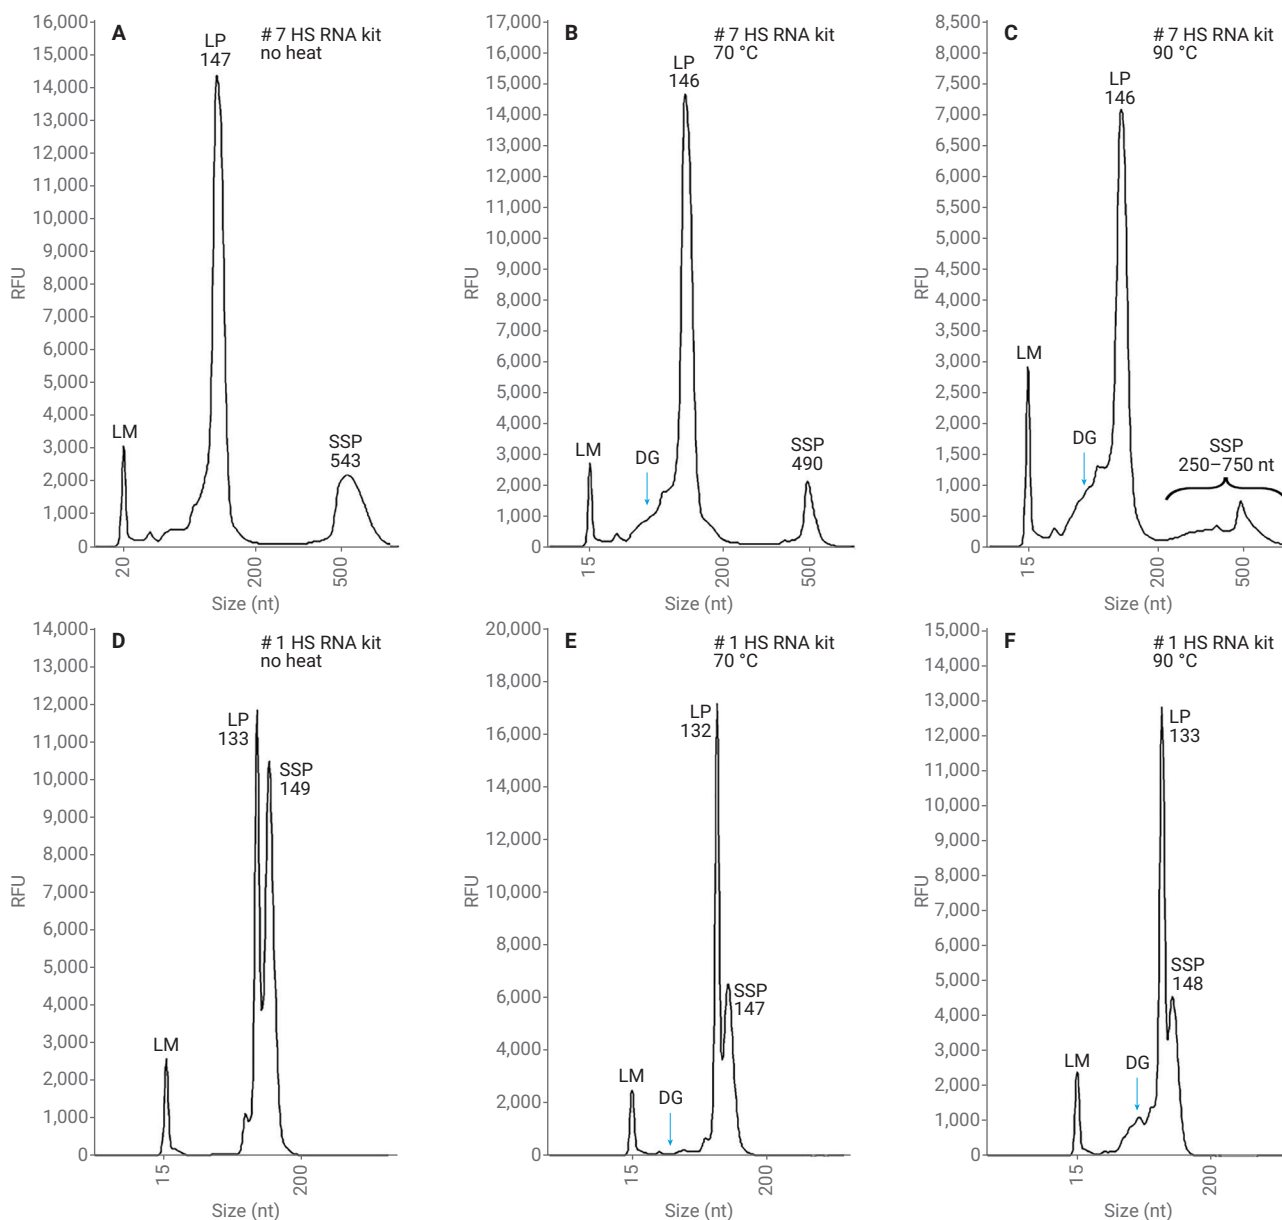 A
# 7 HS RNA kit
no heat
16,000
15,000
14,000
13,000
12,000
11,000
10,000
9,000
8,000
7,000
6,000
5,000
4,000
3,000
2,000
1,000
0
RFU
LP
147
LM
SSP
543
20
200
500
Size (nt)
B
# 7 HS RNA kit
70 °C
17,000
16,000
15,000
14,000
13,000
12,000
11,000
10,000
9,000
8,000
7,000
6,000
5,000
4,000
3,000
2,000
1,000
0
RFU
LP
146
LM
DG
SSP
490
15
200
500
Size (nt)
C
# 7 HS RNA kit
90 °C
8,500
8,000
7,500
7,000
6,500
6,000
5,500
5,000
4,500
4,000
3,500
3,000
2,500
2,000
1,500
1,000
500
0
RFU
LP
146
LM
DG
SSP
250–750 nt
15
200
500
Size (nt)
D
# 1 HS RNA kit
no heat
14,000
13,000
12,000
11,000
10,000
9,000
8,000
7,000
6,000
5,000
4,000
3,000
2,000
1,000
0
RFU
LP
133
SSP
149
LM
15
200
Size (nt)
E
# 1 HS RNA kit
70 °C
20,000
18,000
16,000
14,000
12,000
10,000
8,000
6,000
4,000
2,000
0
RFU
LP
132
SSP
147
LM
DG
15
200
Size (nt)
F
# 1 HS RNA kit
90 °C
15,000
14,000
13,000
12,000
11,000
10,000
9,000
8,000
7,000
6,000
5,000
4,000
3,000
2,000
1,000
0
RFU
LP
133
SSP
148
LM
DG
15
200
Size (nt)